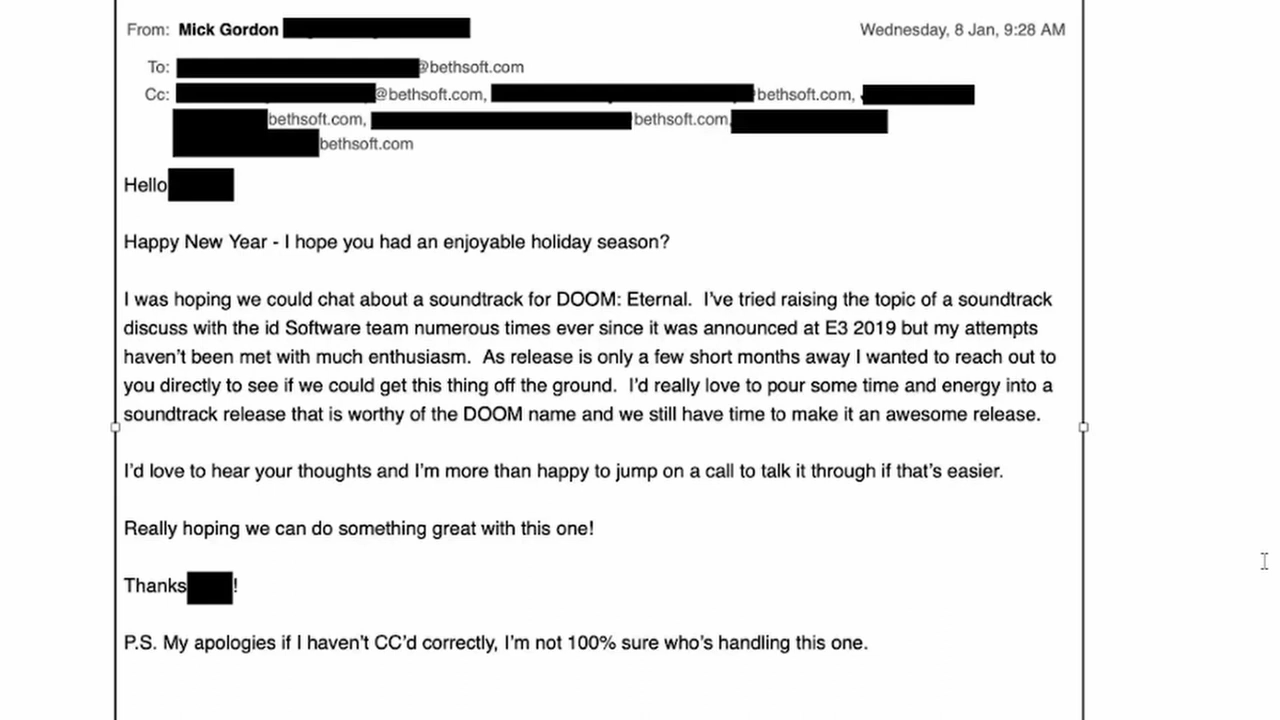 From: Mick Gordon
Wednesday, 8 Jan, 9:28 AM
To: @bethsoft.com
Cc: @bethsoft.com, bethsoft.com,
bethsoft.com, bethsoft.com,
bethsoft.com
Hello
Happy New Year - I hope you had an enjoyable holiday season?
I was hoping we could chat about a soundtrack for DOOM: Eternal. I've tried raising the topic of a soundtrack
discuss with the id Software team numerous times ever since it was announced at E3 2019 but my attempts
haven't been met with much enthusiasm. As release is only a few short months away I wanted to reach out to
you directly to see if we could get this thing off the ground. I'd really love to pour some time and energy into a
soundtrack release that is worthy of the DOOM name and we still have time to make it an awesome release.
I'd love to hear your thoughts and I'm more than happy to jump on a call to talk it through if that's easier.
Really hoping we can do something great with this one!
Thanks !
P.S. My apologies if I haven't CC'd correctly, I'm not 100% sure who's handling this one.